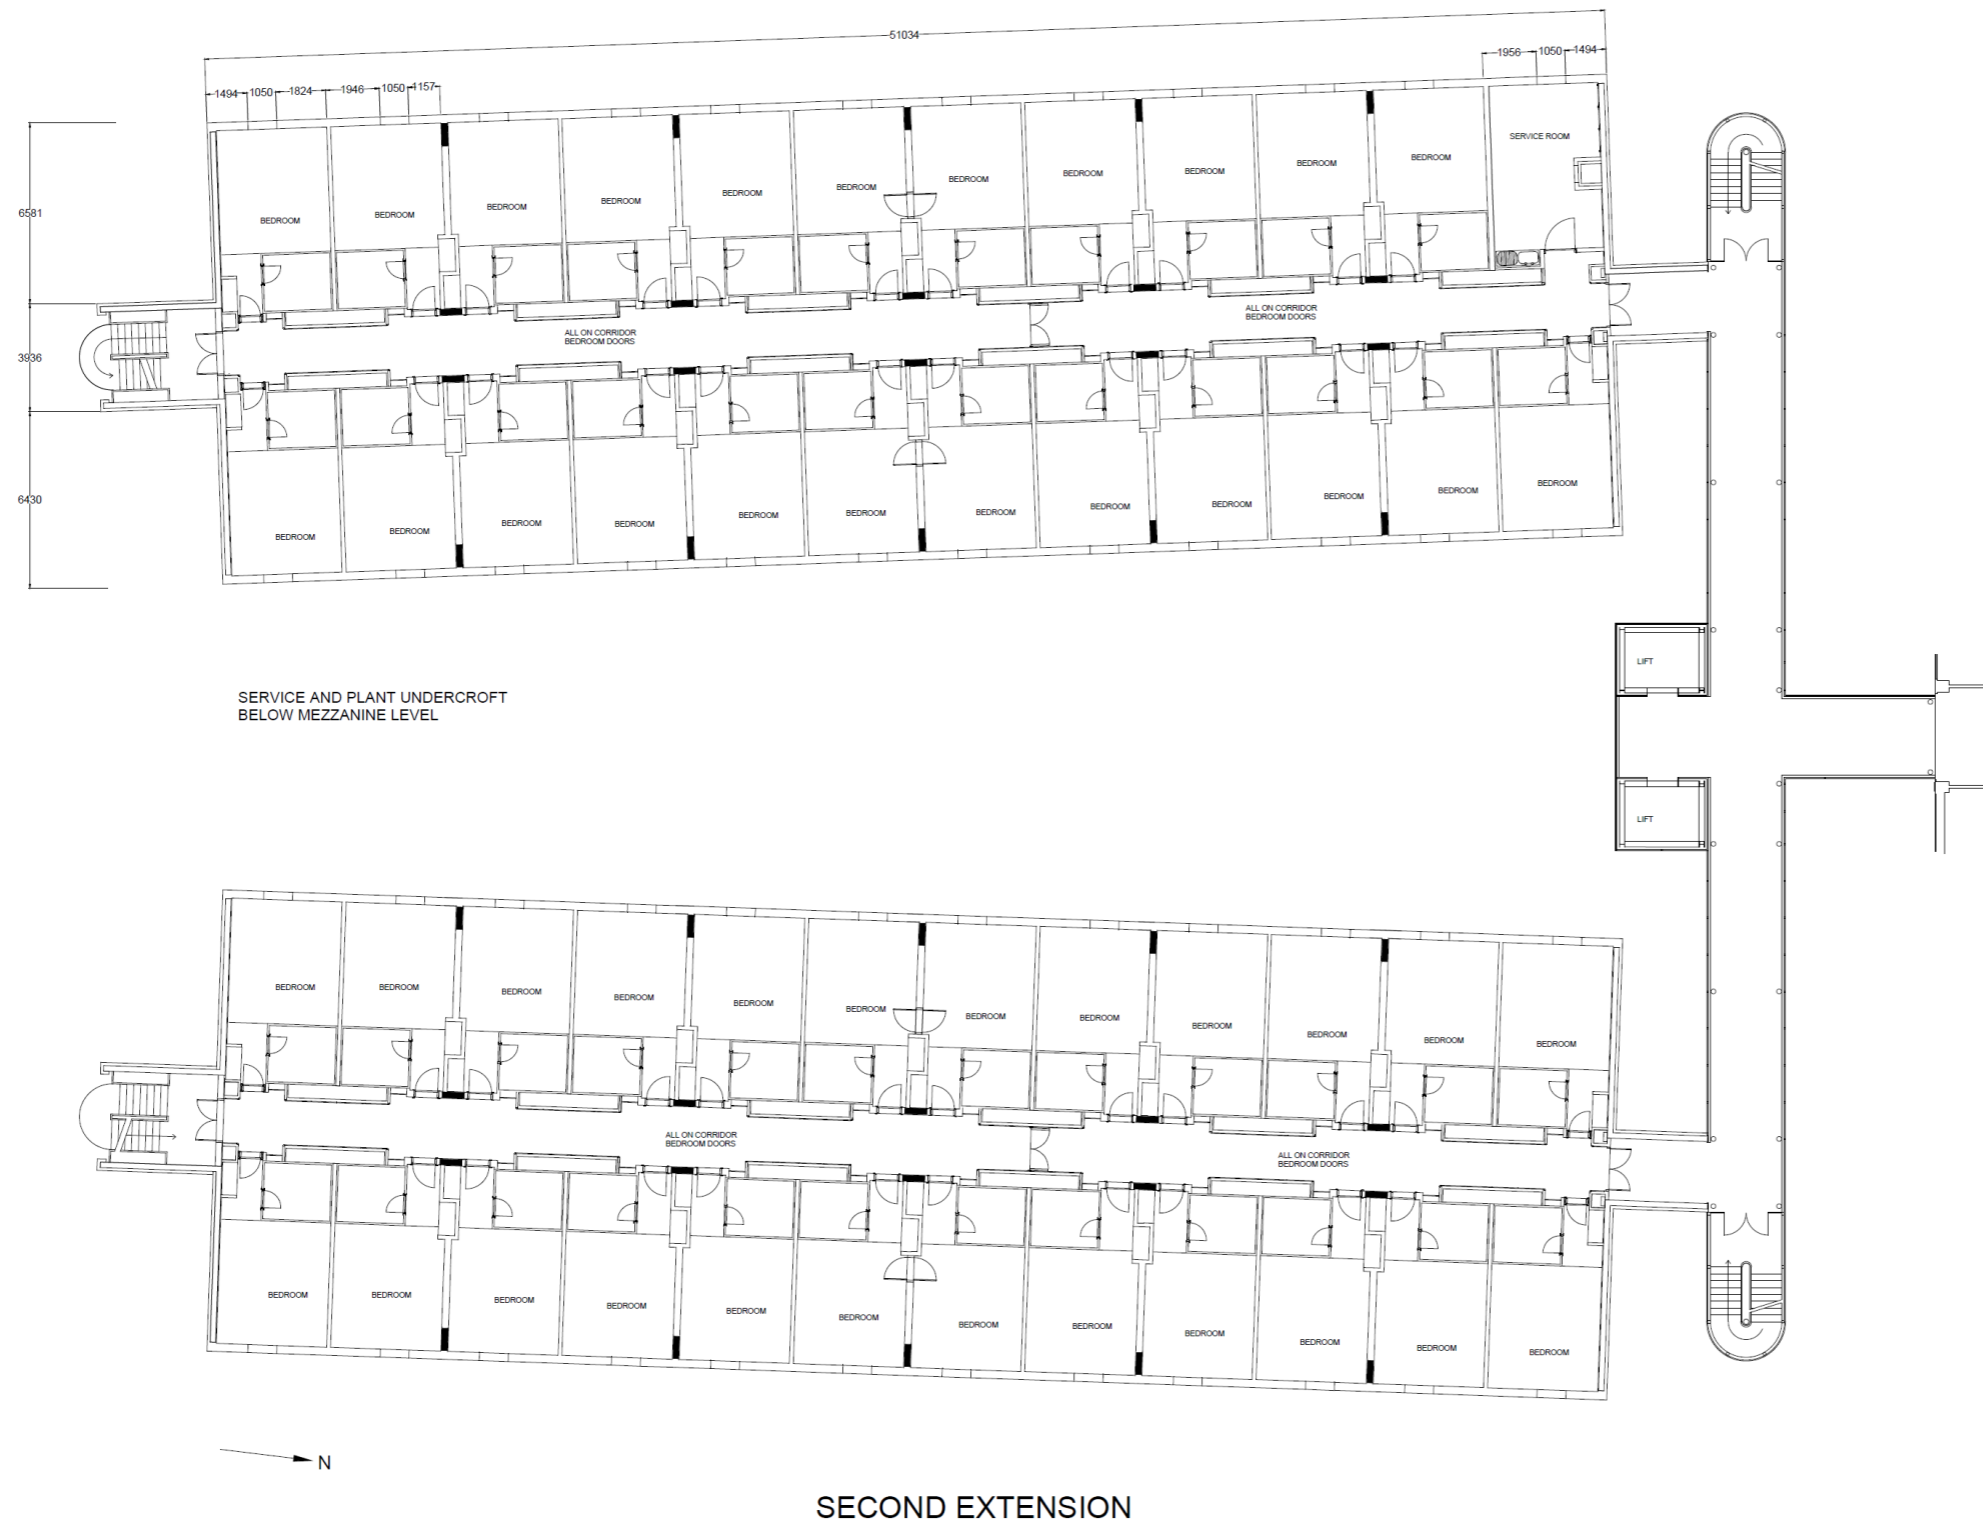 51034
1494 1050 1824 1946 1050 1157
1956 1050 1494
6581
3936
6430
SERVICE ROOM
BEDROOM BEDROOM BEDROOM BEDROOM BEDROOM BEDROOM BEDROOM BEDROOM BEDROOM BEDROOM BEDROOM
ALL ON CORRIDOR
BEDROOM DOORS
ALL ON CORRIDOR
BEDROOM DOORS
BEDROOM BEDROOM BEDROOM BEDROOM BEDROOM BEDROOM BEDROOM BEDROOM BEDROOM BEDROOM BEDROOM BEDROOM
LIFT
SERVICE AND PLANT UNDERCROFT
BELOW MEZZANINE LEVEL
LIFT
BEDROOM BEDROOM BEDROOM BEDROOM BEDROOM BEDROOM BEDROOM BEDROOM BEDROOM BEDROOM BEDROOM BEDROOM
ALL ON CORRIDOR
BEDROOM DOORS
ALL ON CORRIDOR
BEDROOM DOORS
BEDROOM BEDROOM BEDROOM BEDROOM BEDROOM BEDROOM BEDROOM BEDROOM BEDROOM BEDROOM BEDROOM BEDROOM
N
SECOND EXTENSION